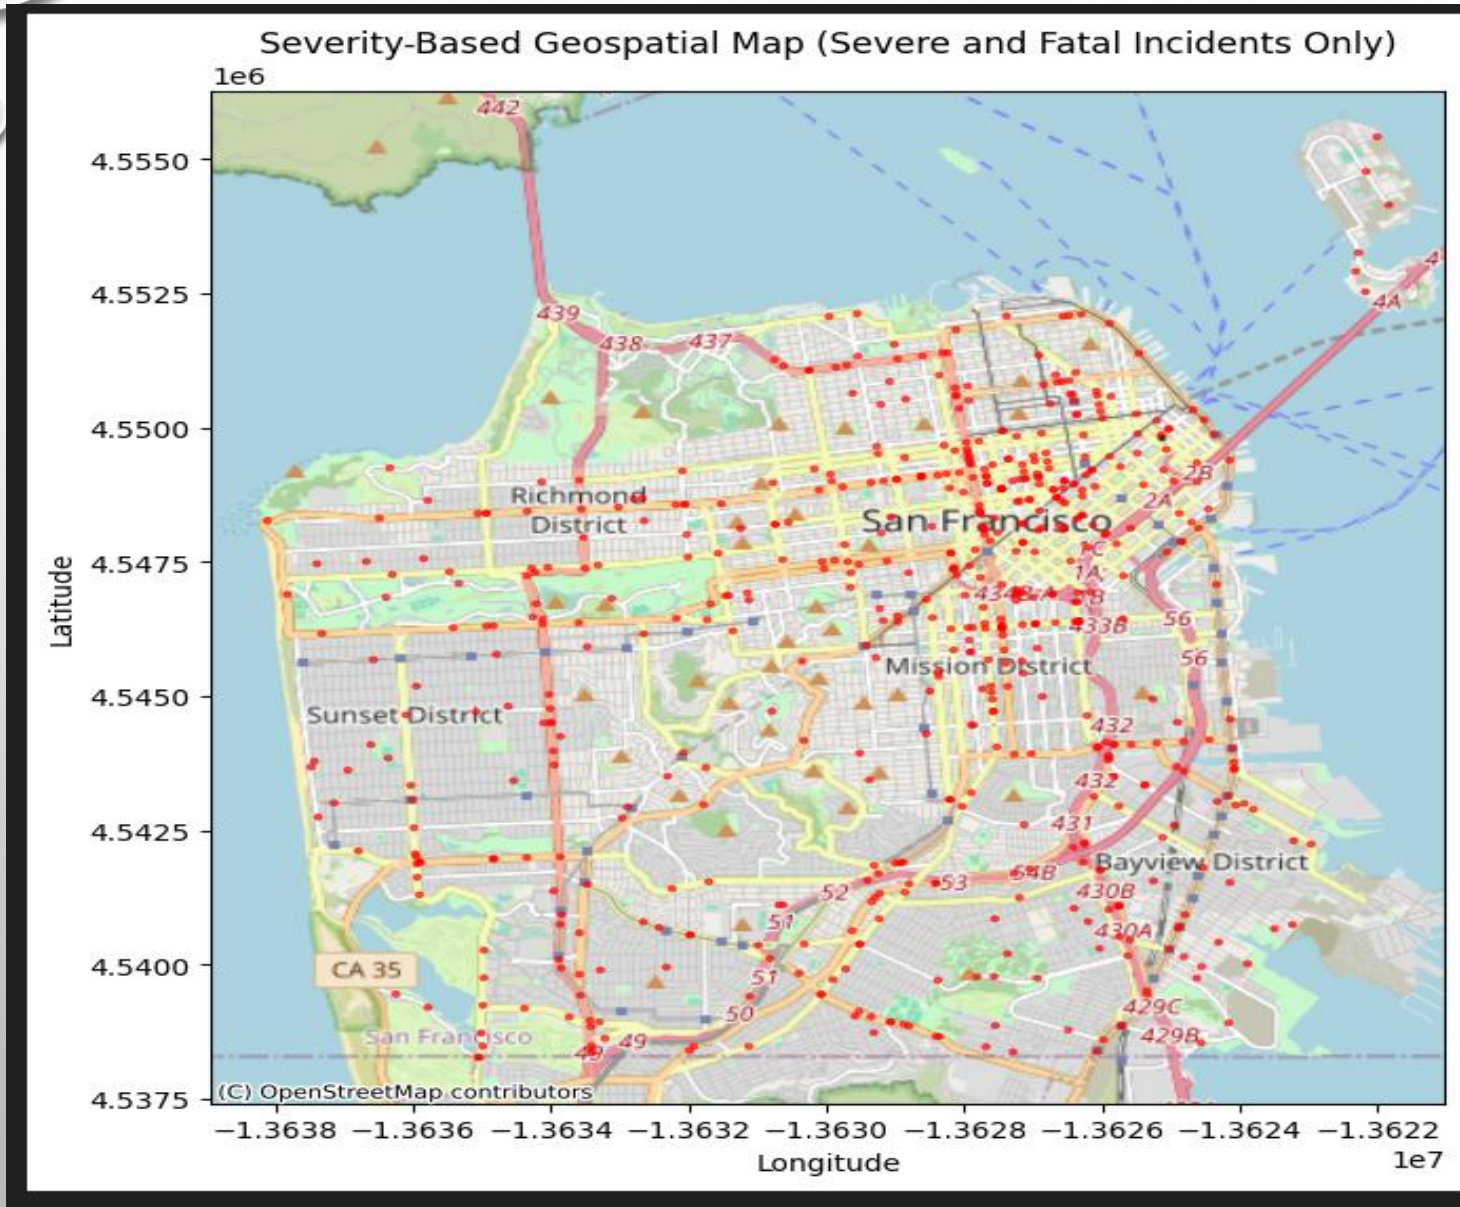 Severity-Based Geospatial Map (Severe and Fatal Incidents Only)
1e6
442
4.5550
4
4A
4.5525
439
438
437
4.5500
2B
Richmond
District
2A
San Francisco
1C
4.5475
1A
Latitude
433B
56
Mission District
56
4.5450
Sunset District
432
432
4.5425
431
Bayview District
54B
53
52
430B
51
430A
4.5400
CA 35
51
50
429C
San Francisco
49
49
429B
(C) OpenStreetMap contributors
4.5375
−1.3638
−1.3636
−1.3634
−1.3632
−1.3630
−1.3628
−1.3626
−1.3624
−1.3622
Longitude
1e7